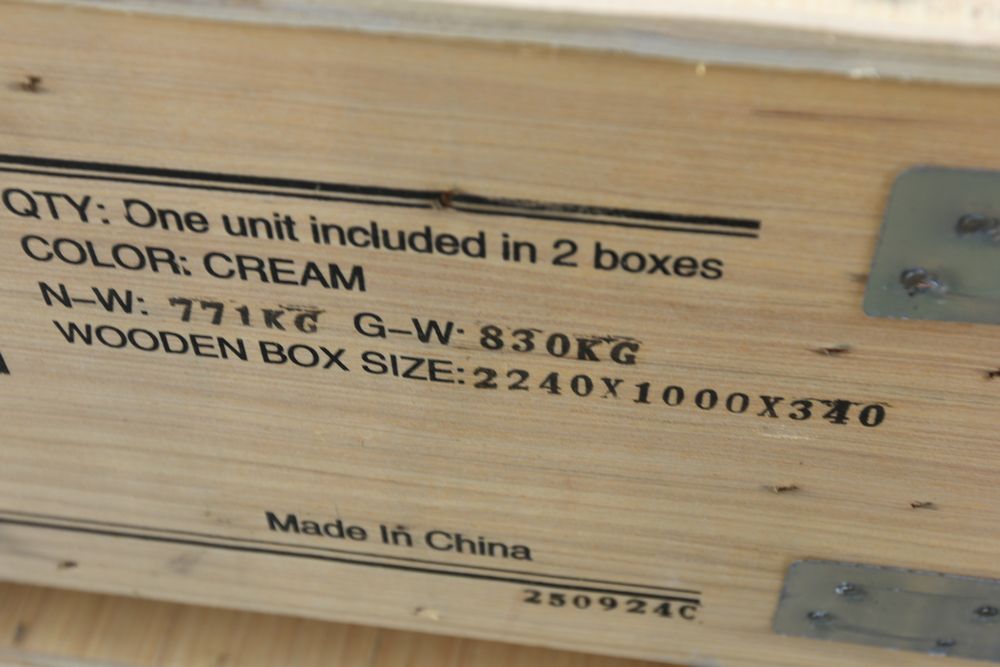 QTY: One unit included in 2 boxes
COLOR: CREAM
N-W: 771KG G-W: 830KG
WOODEN BOX SIZE: 2240X1000X340
Made In China
250924C